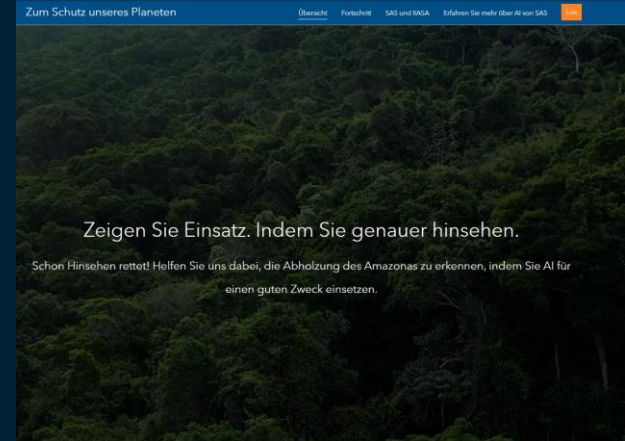 Zum Schutz unseres Planeten
Übersicht Fortschritt SAS und IIASA Erfahren Sie mehr über AI von SAS Los
Zeigen Sie Einsatz. Indem Sie genauer hinsehen.
Schon Hinsehen rettet! Helfen Sie uns dabei, die Abholzung des Amazonas zu erkennen, indem Sie AI für
einen guten Zweck einsetzen.